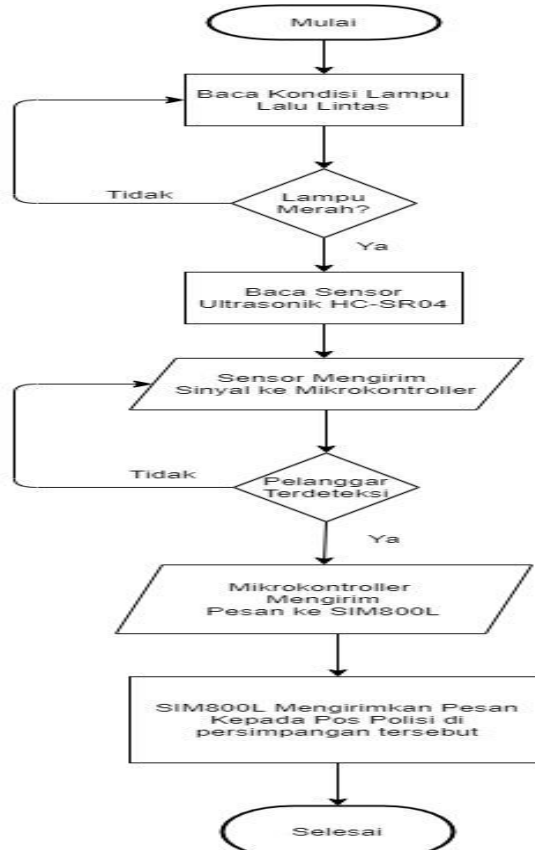 Mulai
Baca Kondisi Lampu
Lalu Lintas
Tidak
Lampu
Merah?
Ya
Baca Sensor
Ultrasonik HC-SR04
Sensor Mengirim
Sinyal ke Mikrokontroller
Tidak
Pelanggar
Terdeteksi
Ya
Mikrokontroller
Mengirim
Pesan ke SIM800L
SIM800L Mengirimkan Pesan
Kepada Pos Polisi di
persimpangan tersebut
Selesai